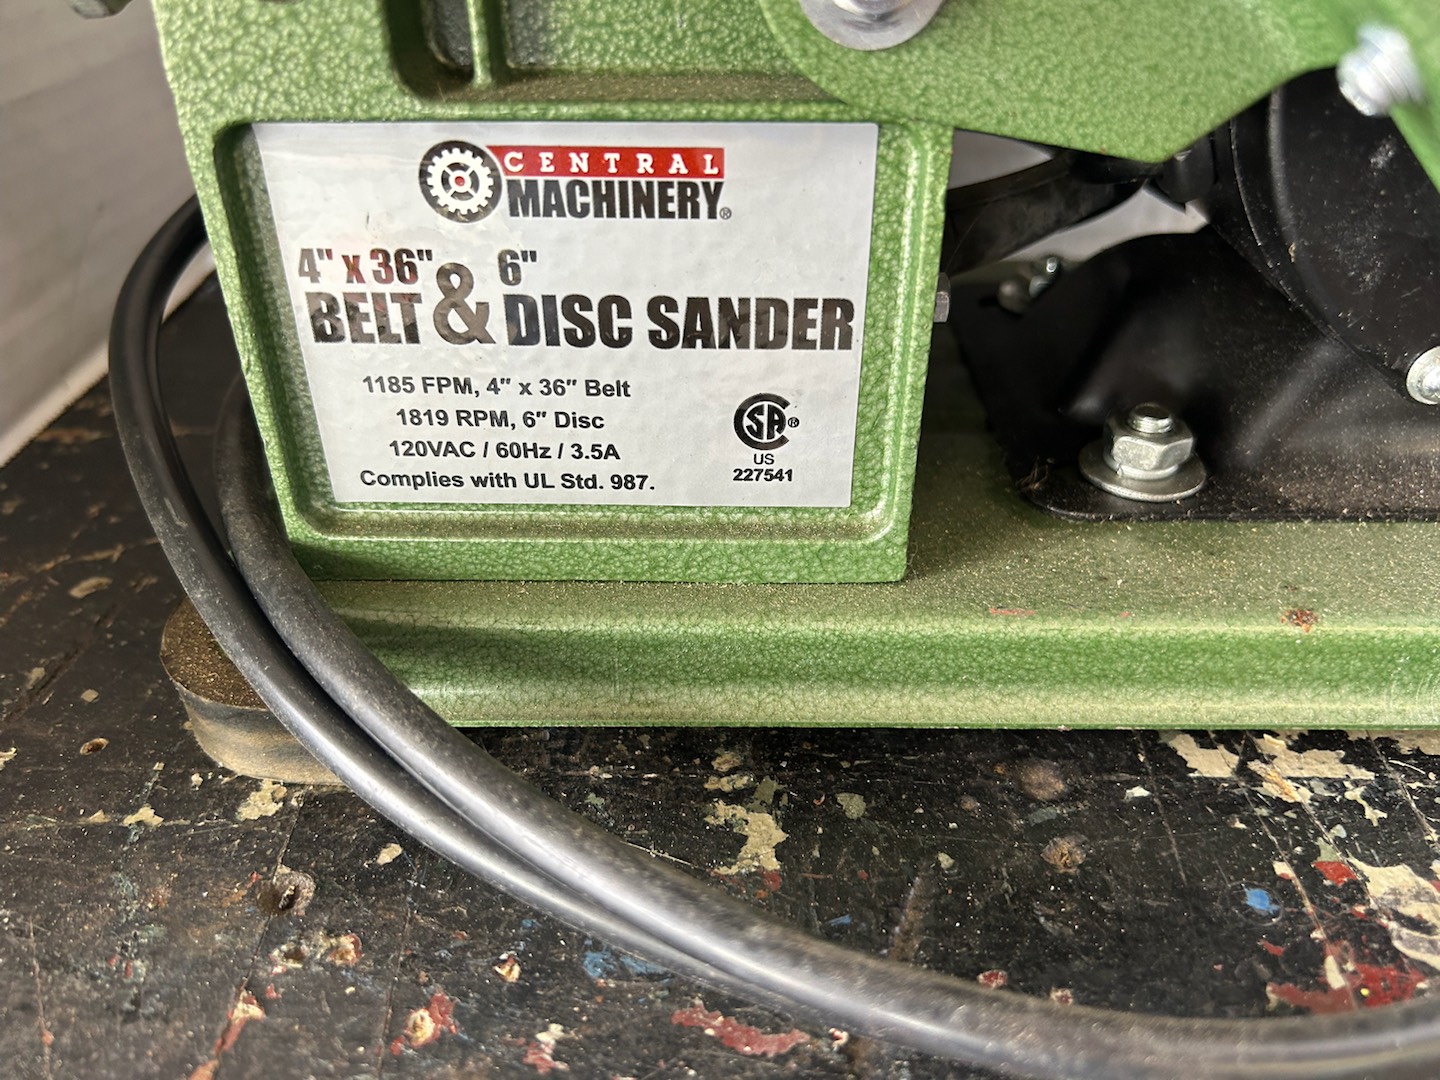 CENTRAL
MACHINERY®
4" x 36" 6"
BELT & DISC SANDER
1185 FPM, 4" x 36" Belt
1819 RPM, 6" Disc
120VAC / 60Hz / 3.5A
Complies with UL Std. 987.
CSA®
US
227541